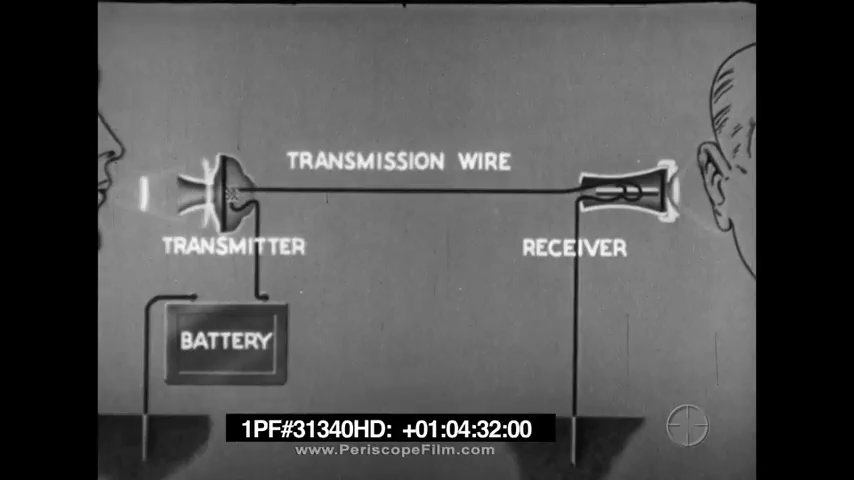 TRANSMISSION WIRE
TRANSMITTER
RECEIVER
BATTERY
1PF#31340HD: +01:04:32:00
www.PeriscopeFilm.com